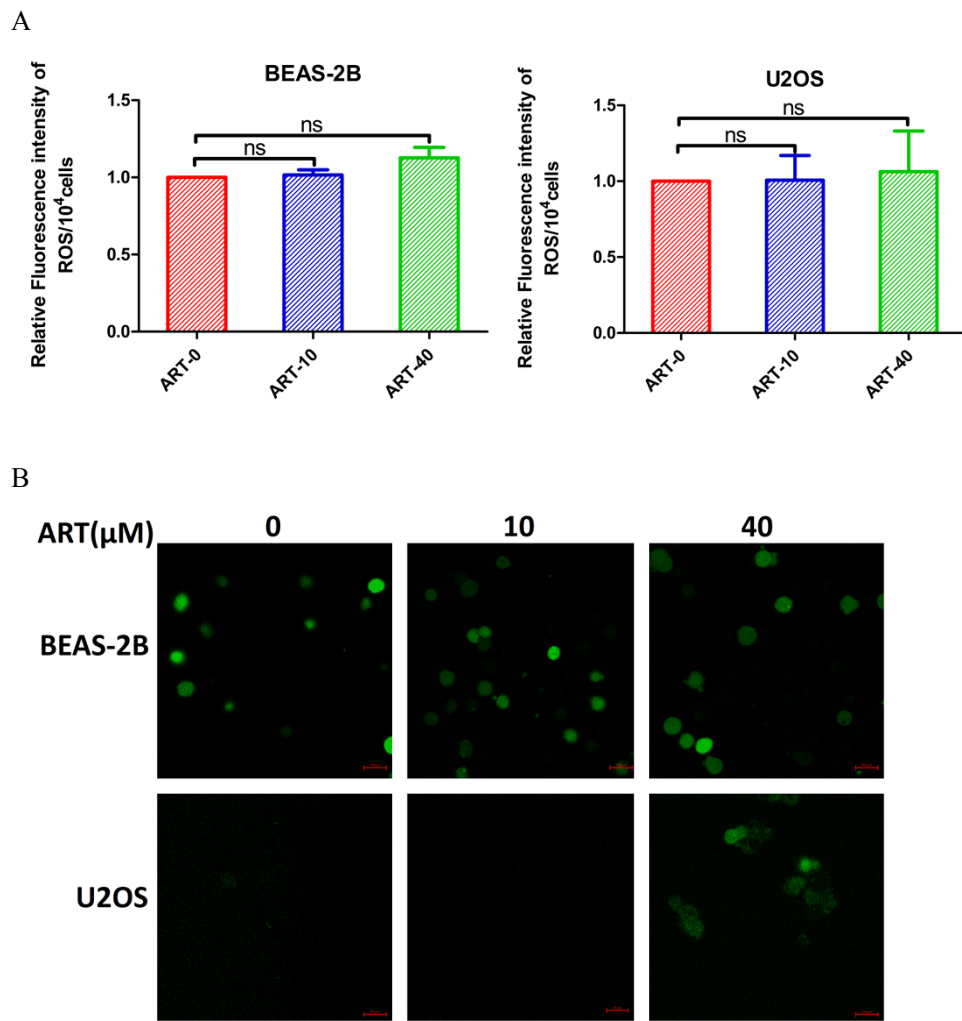 A
BEAS-2B
Relative Fluorescence intensity of
ROS/10⁴cells
1.5
1.0
0.5
0.0
ns
ns
ART-0
ART-10
ART-40
U2OS
Relative Fluorescence intensity of
ROS/10⁴cells
1.5
1.0
0.5
0.0
ns
ns
ART-0
ART-10
ART-40
B
ART(μM) 0 10 40
BEAS-2B
U2OS